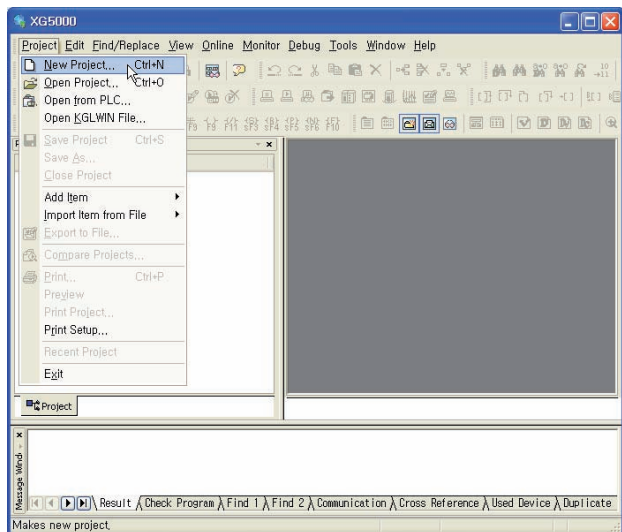 XG5000
Project Edit Find/Replace View Online Monitor Debug Tools Window Help
New Project... Ctrl+N
Open Project... Ctrl+O
Open from PLC...
Open KGLWIN File...
Save Project Ctrl+S
Save As...
Close Project
Add Item
Import Item from File
Export to File...
Compare Projects...
Print... Ctrl+P
Preview
Print Project...
Print Setup...
Recent Project
Exit
Project
Result Check Program Find 1 Find 2 Communication Cross Reference Used Device Duplicate
Makes new project.